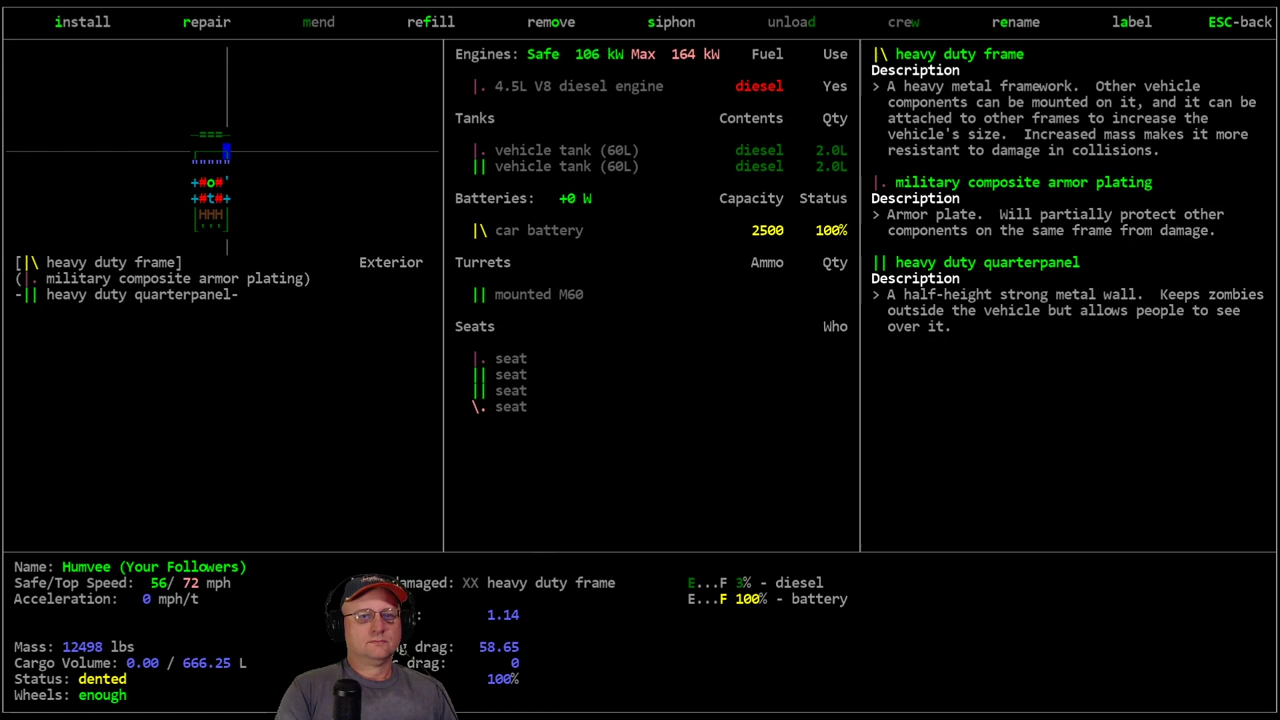 install repair mend refill remove siphon unload crew rename label ESC-back
===
+##o#'
+#t#+
HHH
[''']
[|\ heavy duty frame] Exterior
(|. military composite armor plating)
-|| heavy duty quarterpanel-
Engines: Safe 106 kW Max 164 kW Fuel Use
|. 4.5L V8 diesel engine diesel Yes
Tanks Contents Qty
|. vehicle tank (60L) diesel 2.0L
|| vehicle tank (60L) diesel 2.0L
Batteries: +0 W Capacity Status
|\ car battery 2500 100%
Turrets Ammo Qty
|| mounted M60
Seats Who
|. seat
|| seat
|| seat
\. seat
|\ heavy duty frame
Description
> A heavy metal framework. Other vehicle
components can be mounted on it, and it can be
attached to other frames to increase the
vehicle's size. Increased mass makes it more
resistant to damage in collisions.
|. military composite armor plating
Description
> Armor plate. Will partially protect other
components on the same frame from damage.
|| heavy duty quarterpanel
Description
> A half-height strong metal wall. Keeps zombies
outside the vehicle but allows people to see
over it.
Name: Humvee (Your Followers)
Safe/Top Speed: 56/ 72 mph
Acceleration: 0 mph/t
Mass: 12498 lbs
Cargo Volume: 0.00 / 666.25 L
Status: dented
Wheels: enough
damaged: XX heavy duty frame
: 1.14
g drag: 58.65
drag: 0
100%
E...F 3% - diesel
E...F 100% - battery